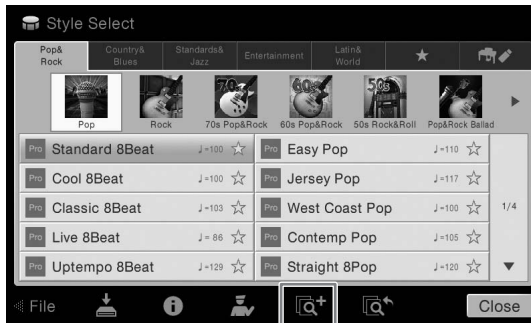 Style Select
Pop& Rock
Country& Blues
Standards& Jazz
Entertainment
Latin& World
Pop
Rock
70s
70s Pop&Rock
60s
60s Pop&Rock
50s
50s Rock&Roll
Pop&Rock Ballad
Pro Standard 8Beat ♩=100
Pro Easy Pop ♩=110
Pro Cool 8Beat ♩=100
Pro Jersey Pop ♩=117
Pro Classic 8Beat ♩=103
Pro West Coast Pop ♩=100
1/4
Pro Live 8Beat ♩= 86
Pro Contemp Pop ♩=105
Pro Uptempo 8Beat ♩=129
Pro Straight 8Pop ♩=120
File
Close